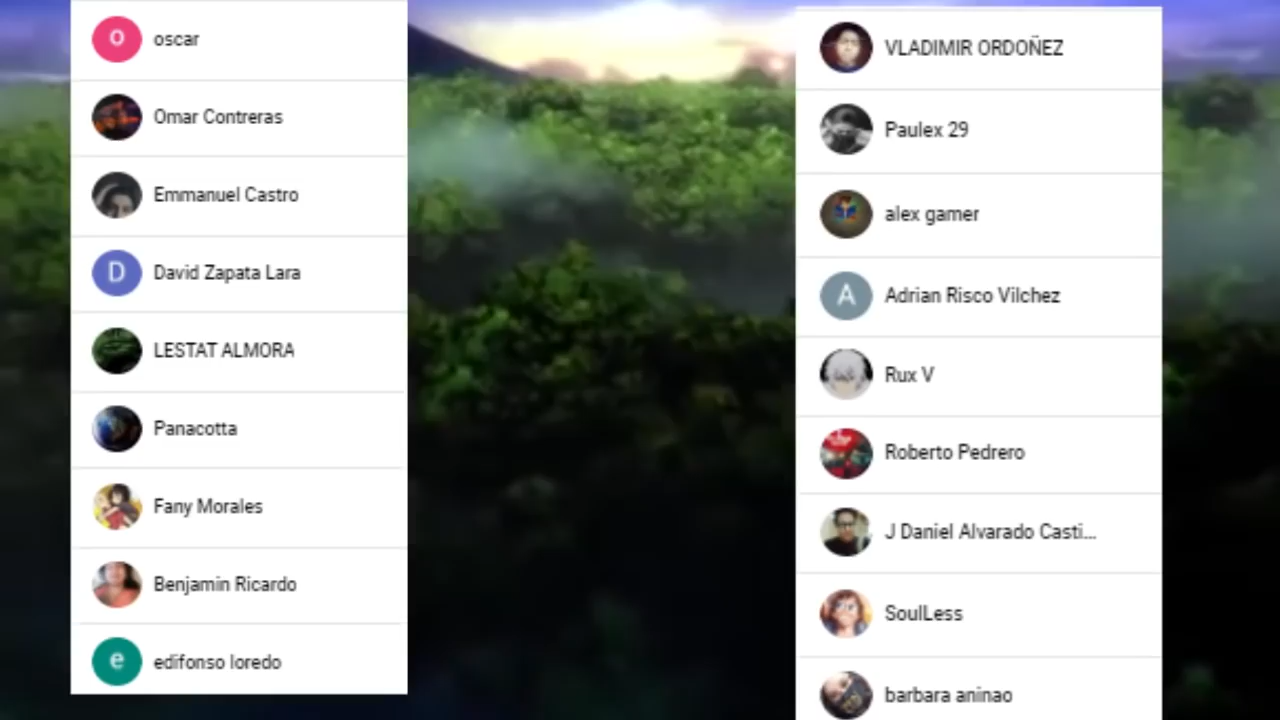 o oscar
Omar Contreras
Emmanuel Castro
D David Zapata Lara
LESTAT ALMORA
Panacotta
Fany Morales
Benjamin Ricardo
e edifonso loredo
VLADIMIR ORDOÑEZ
Paulex 29
alex gamer
A Adrian Risco Vilchez
Rux V
Roberto Pedrero
J Daniel Alvarado Casti...
SoulLess
barbara aninao